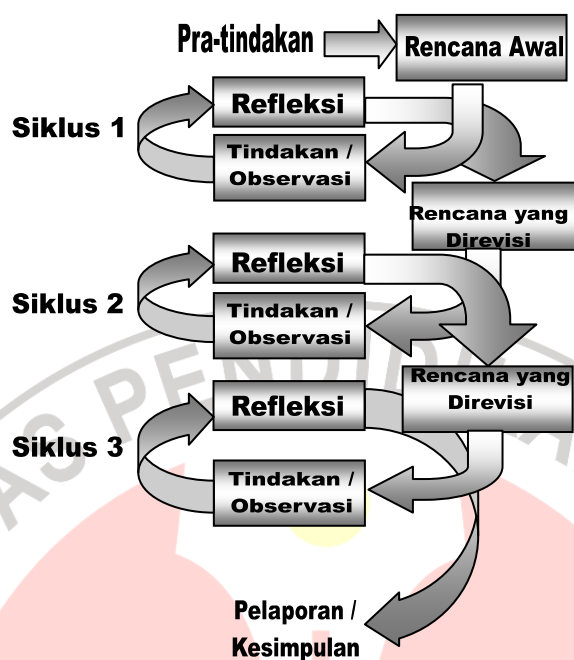 Pra-tindakan
Rencana Awal
Siklus 1
Refleksi
Tindakan /
Observasi
Rencana yang
Direvisi
Siklus 2
Refleksi
Tindakan /
Observasi
Rencana yang
Direvisi
Siklus 3
Refleksi
Tindakan /
Observasi
Pelaporan /
Kesimpulan